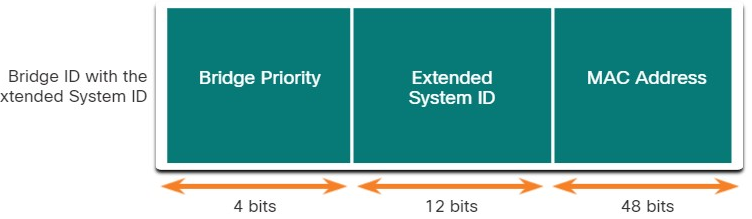 Bridge ID with the
xtended System ID
Bridge Priority
Extended
System ID
MAC Address
4 bits
12 bits
48 bits